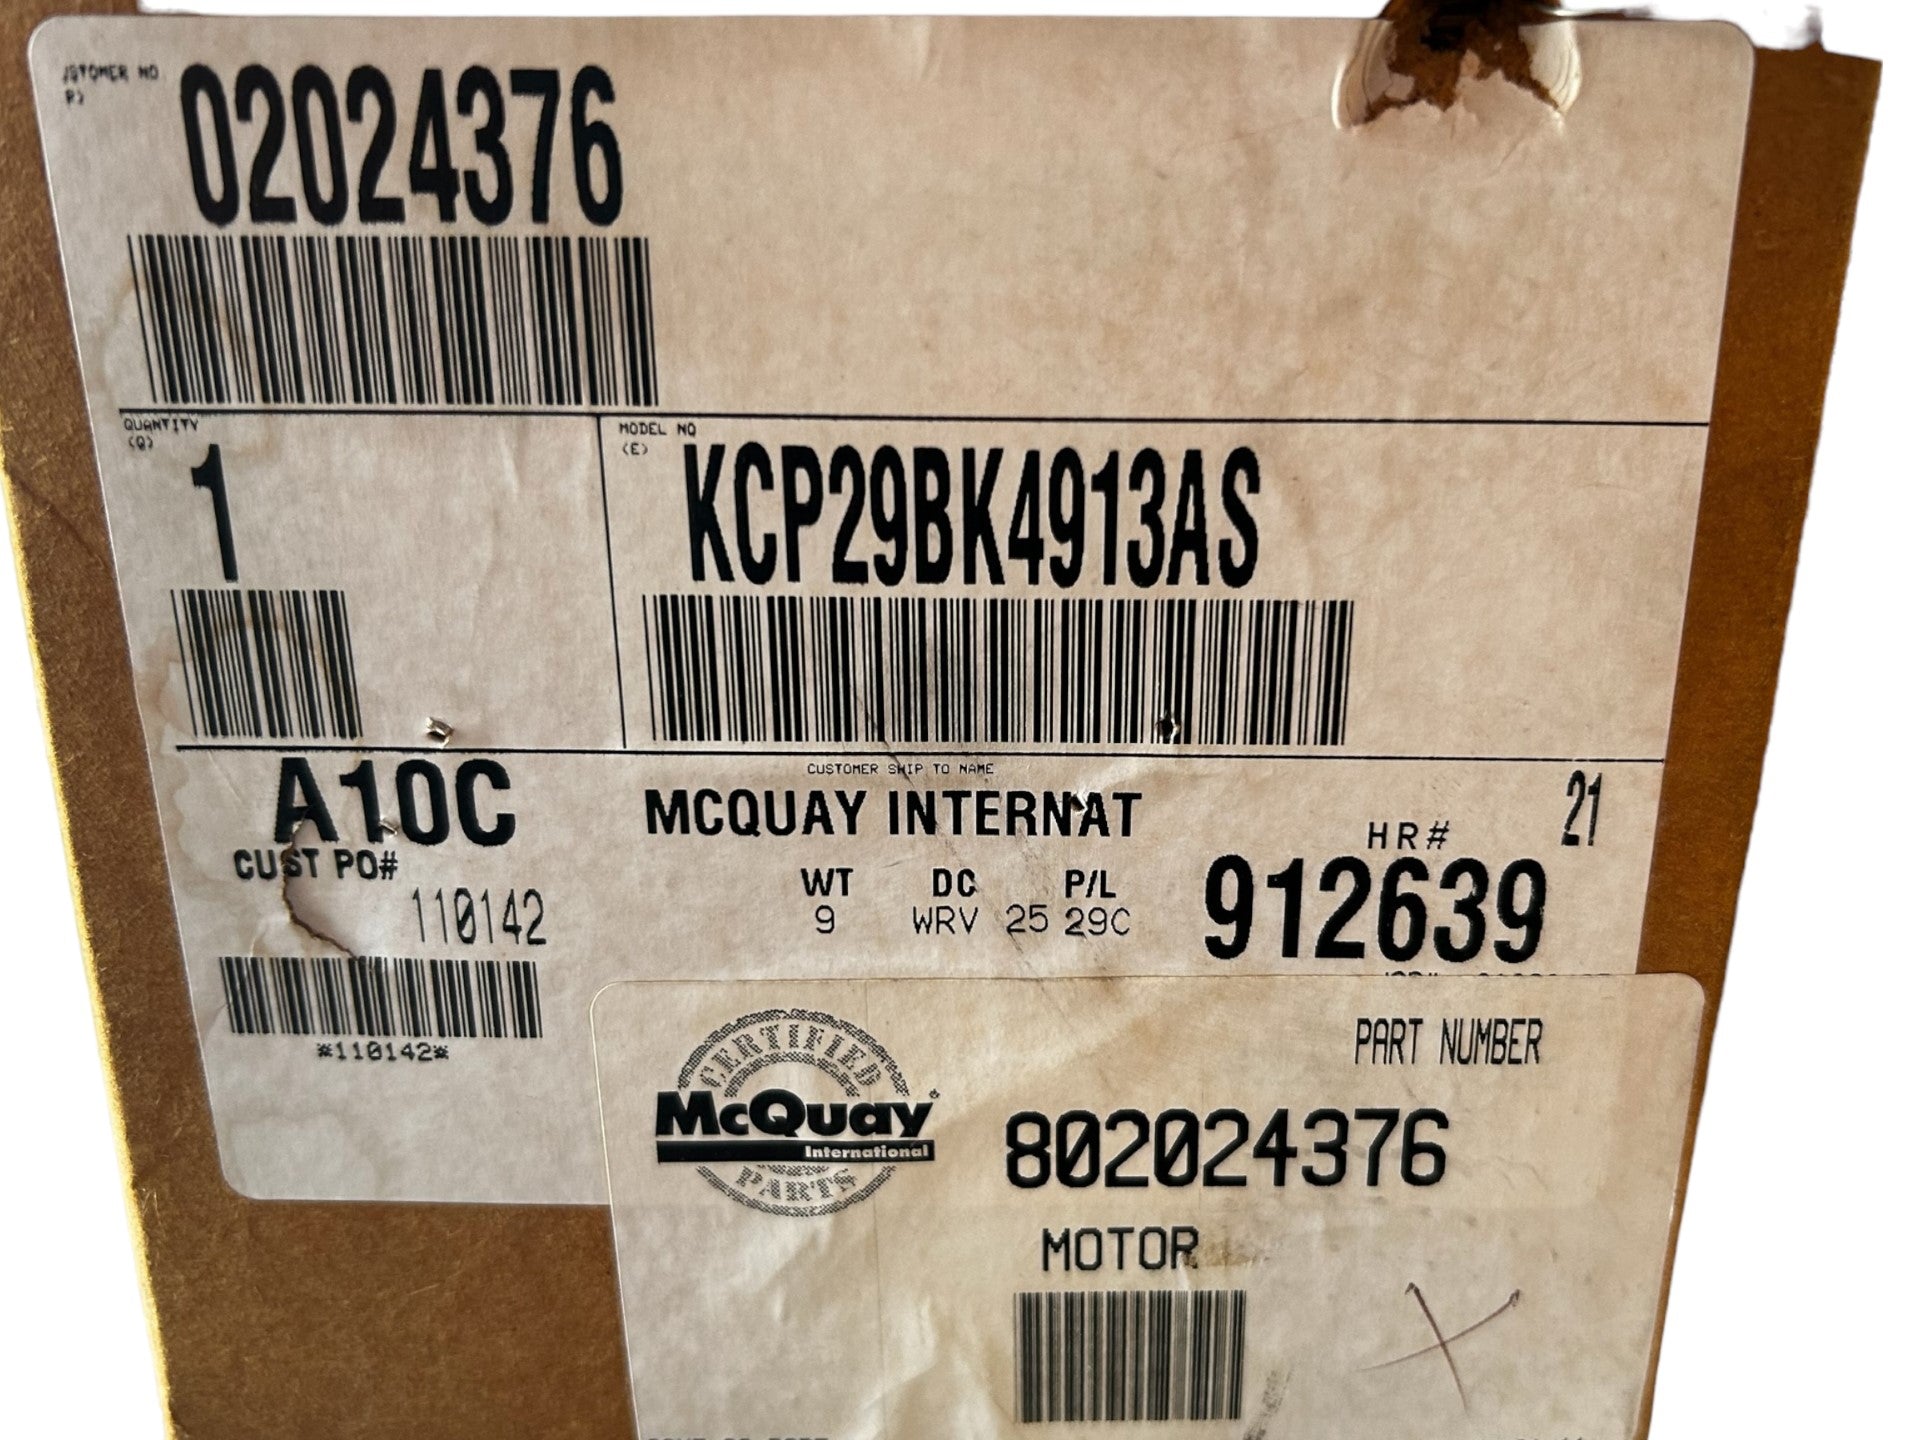 02024376
P)
QUANTITY
(Q)
1
MODEL NO
(E)
KCP29BK4913AS
A10C
CUST PO#
110142
*110142*
CUSTOMER SHIP TO NAME
MCQUAY INTERNAT
WT DC P/L
9 WRV 25 29C
21
HR#
912639
CERTIFIED
McQuay
International
PARTS
PART NUMBER
802024376
MOTOR